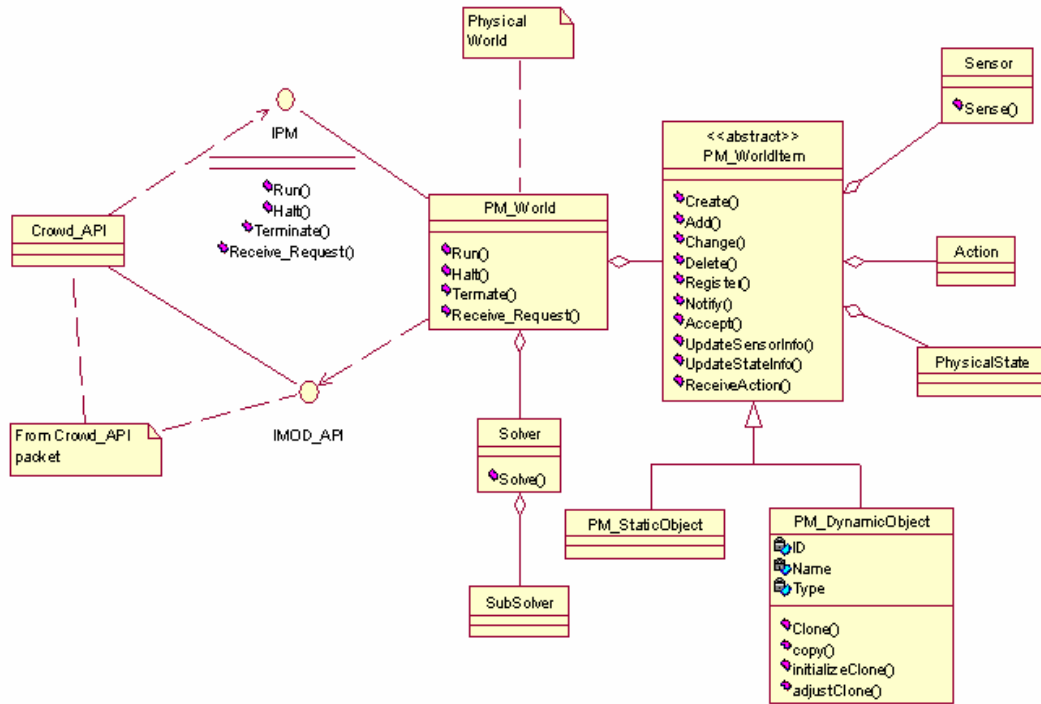 Physical
World
Sensor
Sense()
IPM
Run()
Halt()
Terminate()
Receive_Request()
<<abstract>>
PM_WorldItem
Create()
Add()
Change()
Delete()
Register()
Notify()
Accept()
UpdateSensorInfo()
UpdateStateInfo()
ReceiveAction()
Crowd_API
PM_World
Run()
Halt()
Termate()
Receive_Request()
Action
PhysicalState
IMOD_API
From Crowd_API
packet
Solver
Solve()
SubSolver
PM_StaticObject
PM_DynamicObject
ID
Name
Type
Clone()
copy()
initializeClone()
adjustClone()